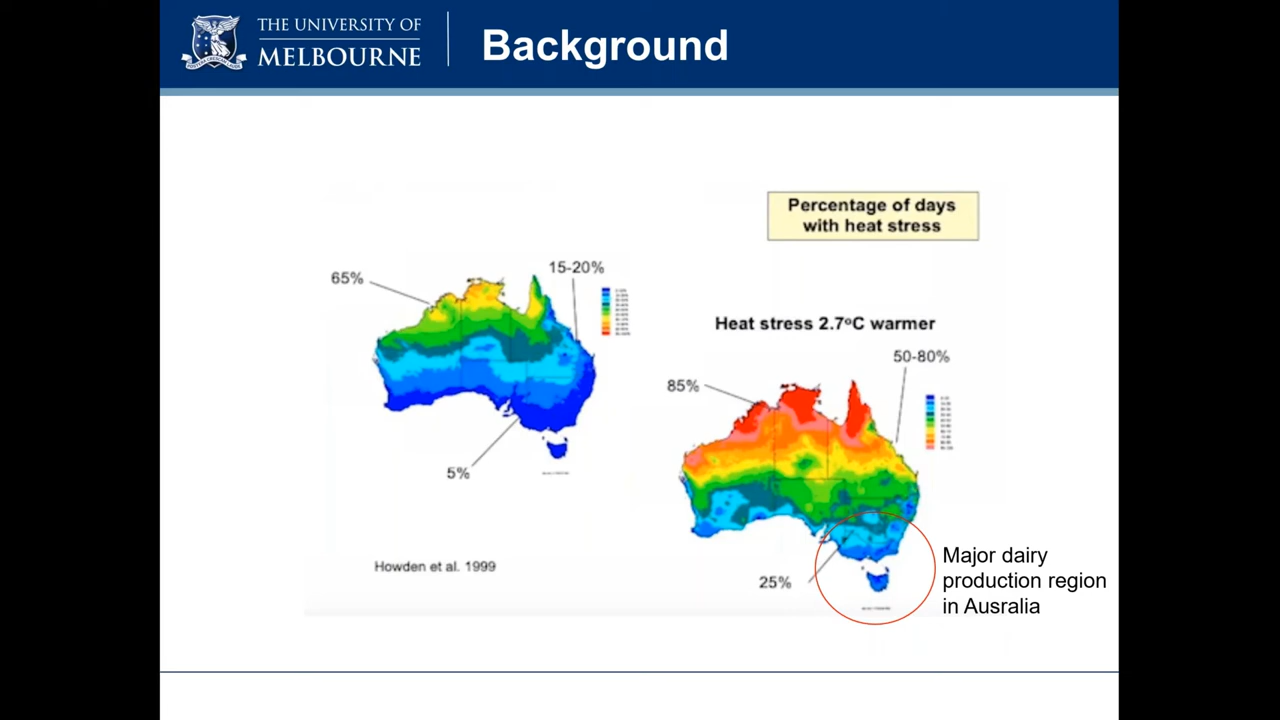 THE UNIVERSITY OF
MELBOURNE
Background
Percentage of days
with heat stress
65%
15-20%
5%
Howden et al. 1999
Heat stress 2.7ºC warmer
85%
50-80%
25%
Major dairy
production region
in Ausralia